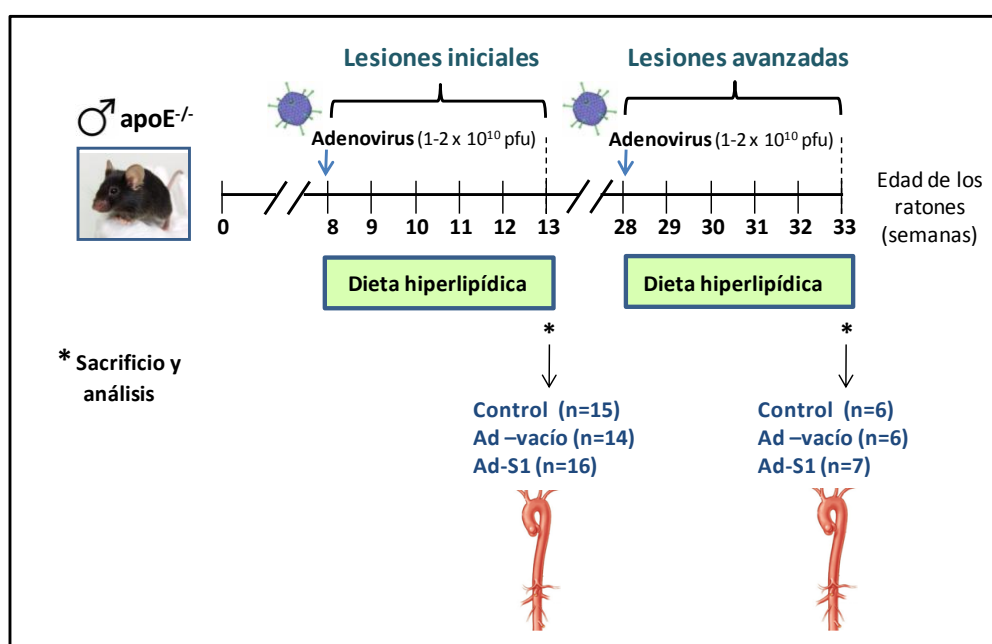 Lesiones iniciales
Lesiones avanzadas
♂ apoE-/-
Adenovirus (1-2 x 10¹⁰ pfu)
Adenovirus (1-2 x 10¹⁰ pfu)
0 8 9 10 11 12 13 28 29 30 31 32 33
Edad de los
ratones
(semanas)
Dieta hiperlipídica
Dieta hiperlipídica
* *
* Sacrificio y
análisis
Control (n=15)
Ad –vacío (n=14)
Ad-S1 (n=16)
Control (n=6)
Ad –vacío (n=6)
Ad-S1 (n=7)